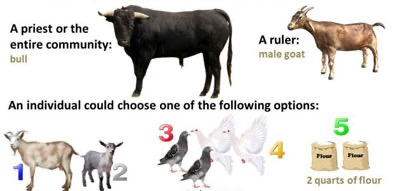 A priest or the
entire community:
bull
A ruler:
male goat
An individual could choose one of the following options:
1
2
3
4
5
Flour
Flour
2 quarts of flour